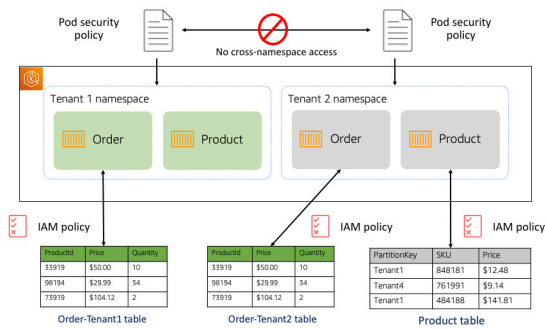 Pod security
policy
Pod security
policy
No cross-namespace access
Tenant 1 namespace
Tenant 2 namespace
Order
Product
Order
Product
IAM policy
IAM policy
IAM policy
ProductId Price Quantity
33919 $50.00 10
98194 $29.99 34
73919 $104.12 2
Order-Tenant1 table
ProductId Price Quantity
33919 $50.00 10
98194 $29.99 34
73919 $104.12 2
Order-Tenant2 table
PartitionKey SKU Price
Tenant1 848181 $12.48
Tenant4 761991 $9.14
Tenant1 484188 $141.81
Product table